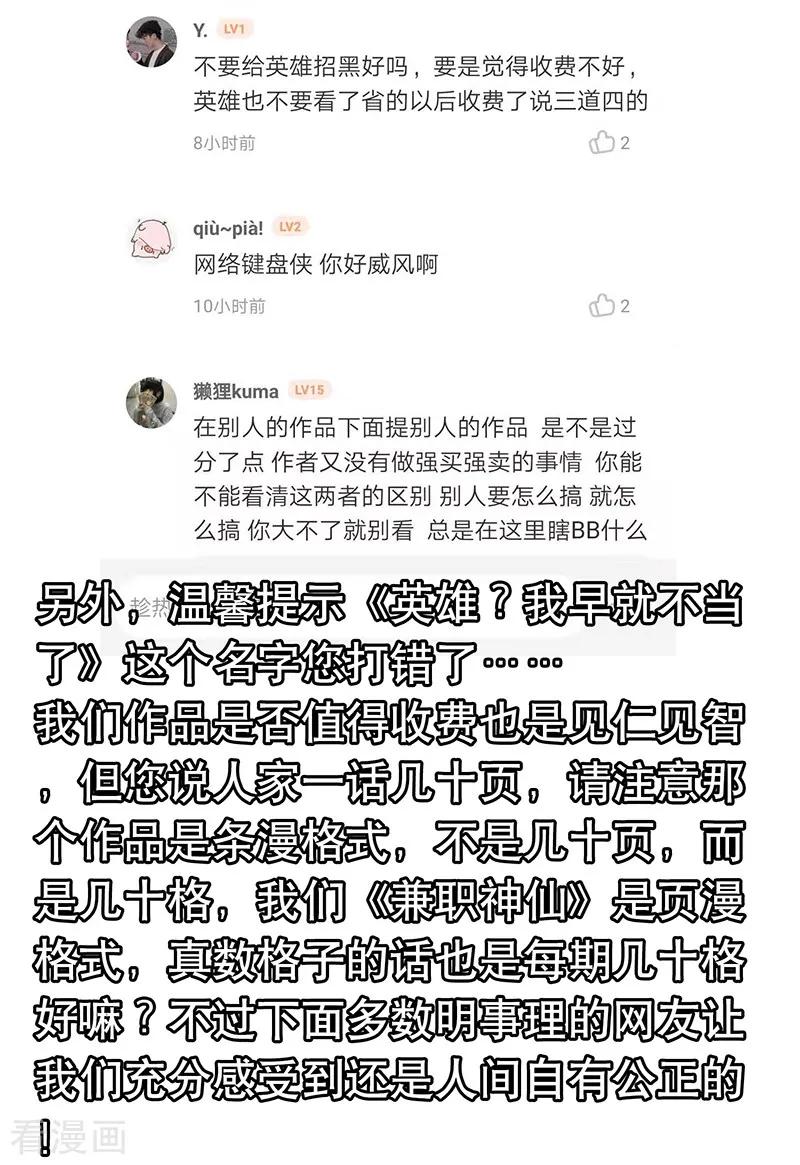 Y. LV1
不要给英雄招黑好吗，要是觉得收费不好，
英雄也不要看了省的以后收费了说三道四的
8小时前 2
qiù~pià! LV2
网络键盘侠 你好威风啊
10小时前 2
獭狸kuma LV15
在别人的作品下面提别人的作品 是不是过
分了点 作者又没有做强买强卖的事情 你能
不能看清这两者的区别 别人要怎么搞 就怎
么搞 你大不了就别看 总是在这里瞎BB什么
趁热
另外，温馨提示《英雄？我早就不当
了》这个名字您打错了……
我们作品是否值得收费也是见仁见智
，但您说人家一话几十页，请注意那
个作品是条漫格式，不是几十页，而
是几十格，我们《兼职神仙》是页漫
格式，真数格子的话也是每期几十格
好嘛？不过下面多数明事理的网友让
我们充分感受到还是人间自有公正的
！
看漫画